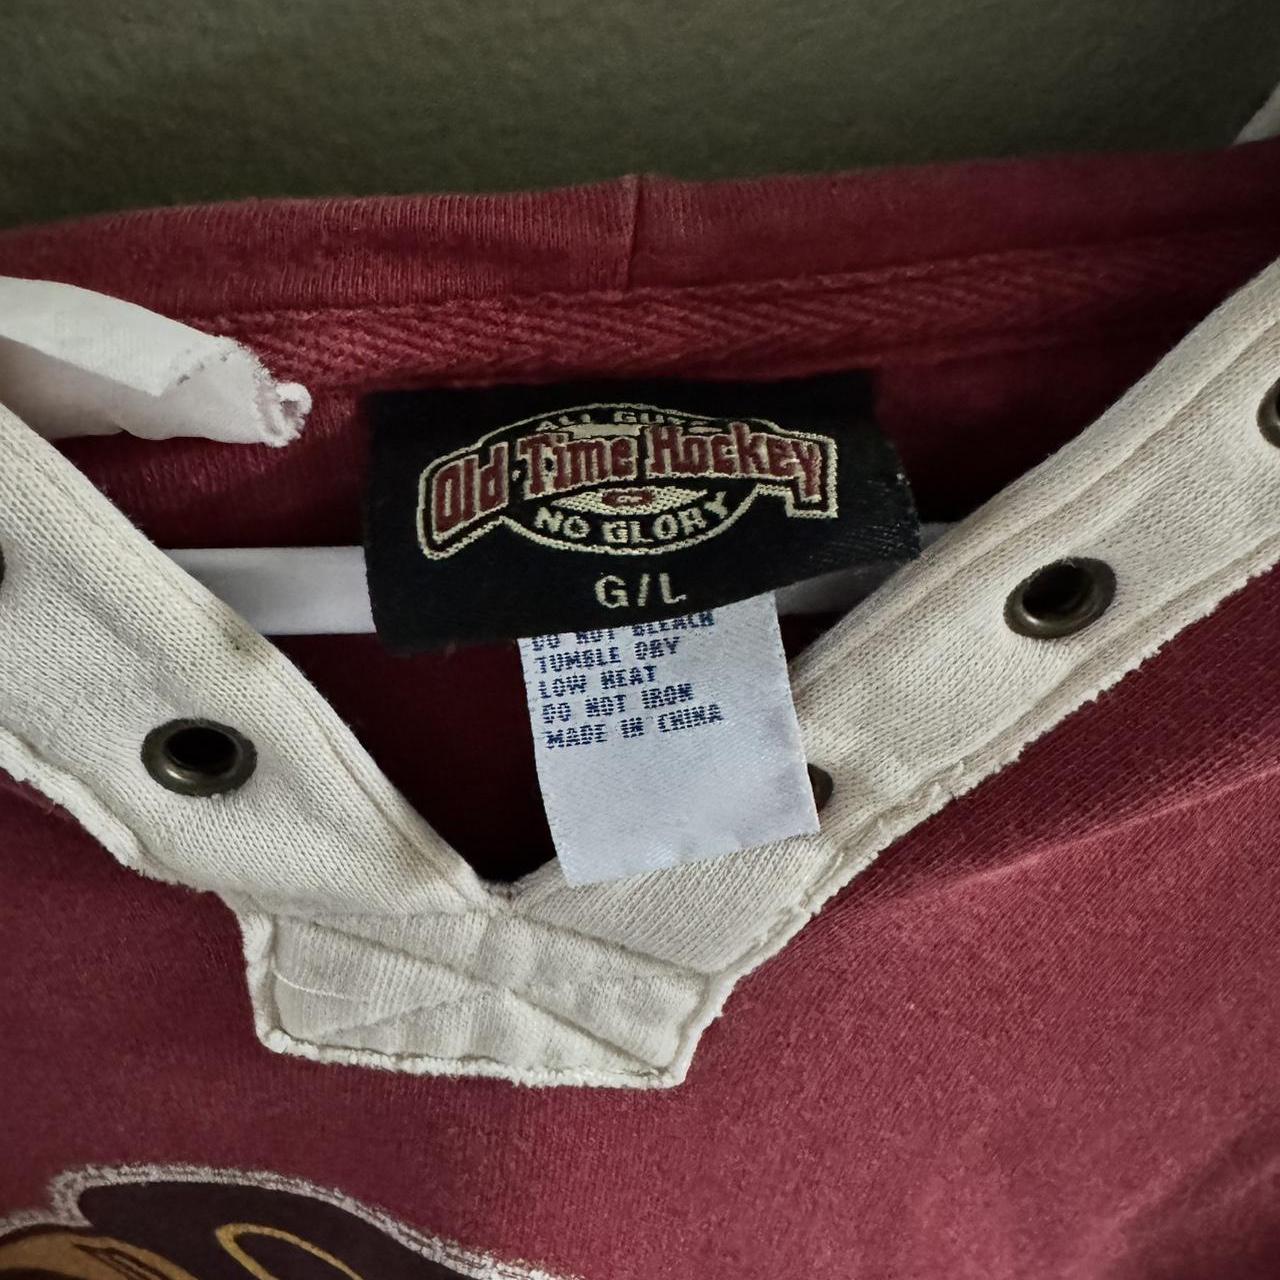 ALL GUTS
Old Time Hockey
NO GLORY
G/L
DO NOT BLEACH
TUMBLE DRY
LOW HEAT
DO NOT IRON
MADE IN CHINA